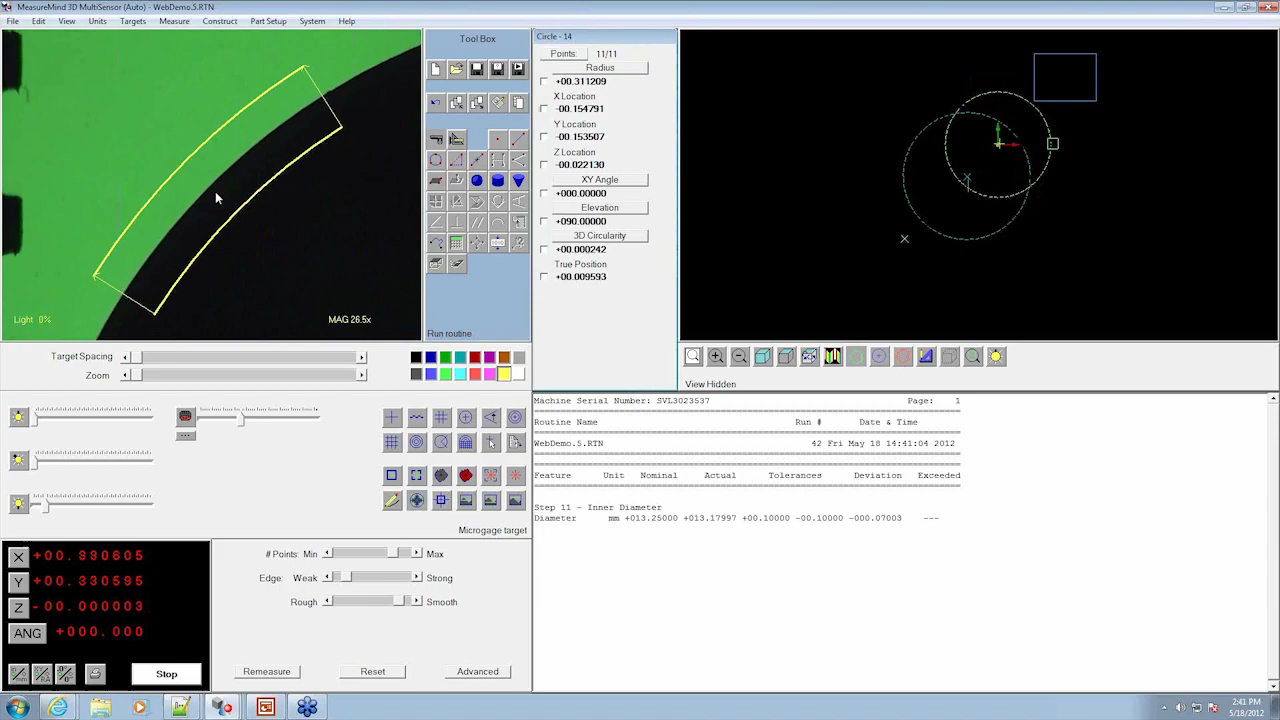 MeasureMind 3D MultiSensor (Auto) - WebDemo.5.RTN
File Edit View Units Targets Measure Construct Part Setup System Help
Light 0%
MAG 26.5x
Tool Box
Run routine
Circle - 14
Points: 11/11
Radius
+00.311209
X Location
-00.154791
Y Location
-00.153507
Z Location
-00.022130
XY Angle
+000.00000
Elevation
+090.00000
3D Circularity
+00.000242
True Position
+00.009593
View Hidden
Target Spacing
Zoom
Microgage target
X +00.330605
Y +00.330595
Z -00.000003
ANG +000.000
Stop
# Points: Min Max
Edge: Weak Strong
Rough Smooth
Remeasure Reset Advanced
Machine Serial Number: SVL3023537 Page: 1
Routine Name Run # Date & Time
WebDemo.5.RTN 42 Fri May 18 14:41:04 2012
Feature Unit Nominal Actual Tolerances Deviation Exceeded
Step 11 - Inner Diameter
Diameter mm +013.25000 +013.17997 +00.10000 -00.10000 -000.07003 ---
2:41 PM
5/18/2012